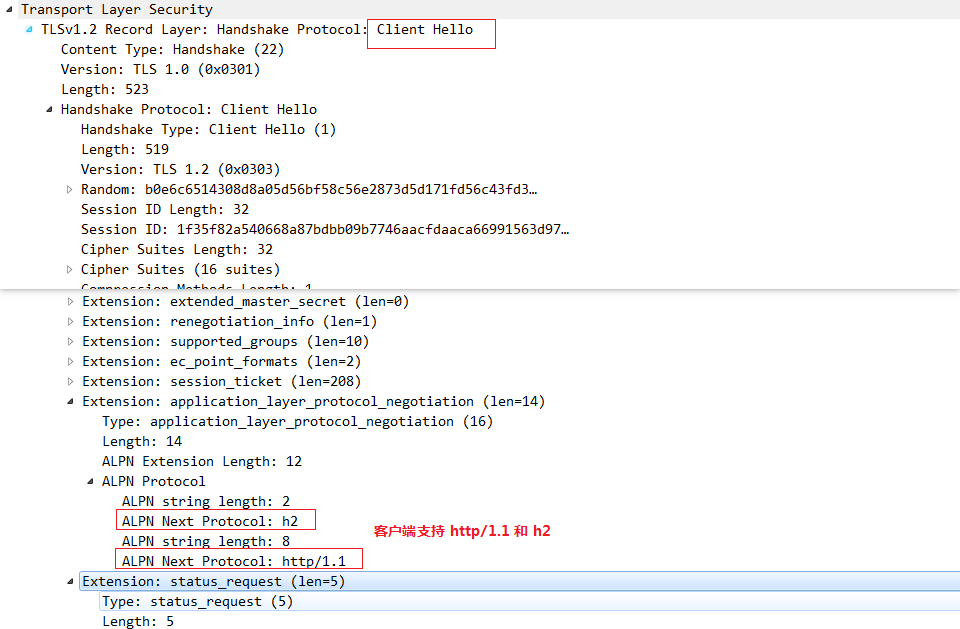 Transport Layer Security
TLSv1.2 Record Layer: Handshake Protocol: Client Hello
Content Type: Handshake (22)
Version: TLS 1.0 (0x0301)
Length: 523
Handshake Protocol: Client Hello
Handshake Type: Client Hello (1)
Length: 519
Version: TLS 1.2 (0x0303)
Random: b0e6c6514308d8a05d56bf58c56e2873d5d171fd56c43fd3…
Session ID Length: 32
Session ID: 1f35f82a540668a87bdbb09b7746aacfdaaca66991563d97…
Cipher Suites Length: 32
Cipher Suites (16 suites)
Compression Methods Length: 1
Extension: extended_master_secret (len=0)
Extension: renegotiation_info (len=1)
Extension: supported_groups (len=10)
Extension: ec_point_formats (len=2)
Extension: session_ticket (len=208)
Extension: application_layer_protocol_negotiation (len=14)
Type: application_layer_protocol_negotiation (16)
Length: 14
ALPN Extension Length: 12
ALPN Protocol
ALPN string length: 2
ALPN Next Protocol: h2
客户端支持 http/1.1 和 h2
ALPN string length: 8
ALPN Next Protocol: http/1.1
Extension: status_request (len=5)
Type: status_request (5)
Length: 5